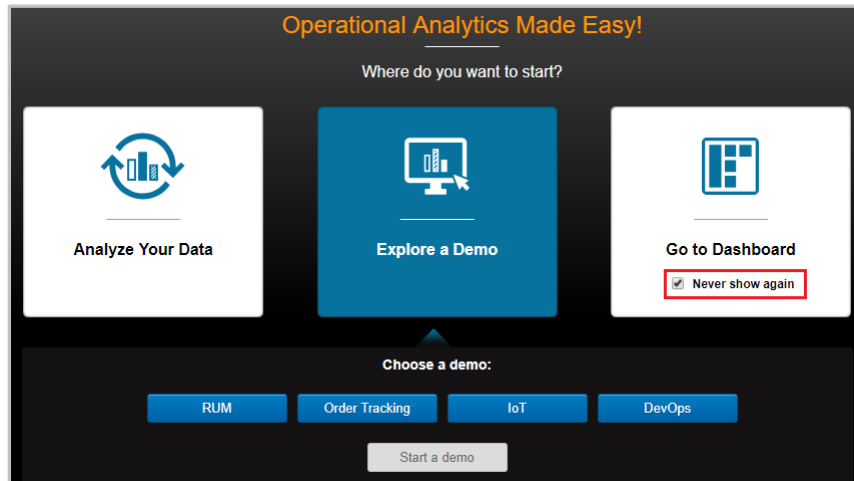 Operational Analytics Made Easy!
Where do you want to start?
Analyze Your Data
Explore a Demo
Go to Dashboard
Never show again
Choose a demo:
RUM
Order Tracking
IoT
DevOps
Start a demo